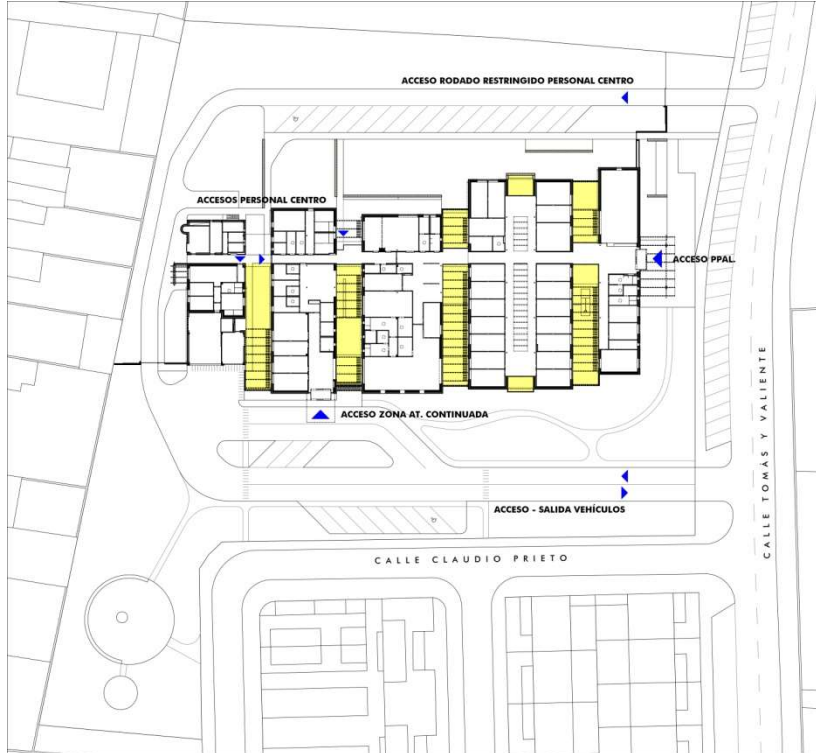 ACCESO RODADO RESTRINGIDO PERSONAL CENTRO
ACCESOS PERSONAL CENTRO
ACCESO PPAL.
ACCESO ZONA AT. CONTINUADA
ACCESO - SALIDA VEHÍCULOS
CALLE CLAUDIO PRIETO
CALLE TOMÁS Y VALIENTE